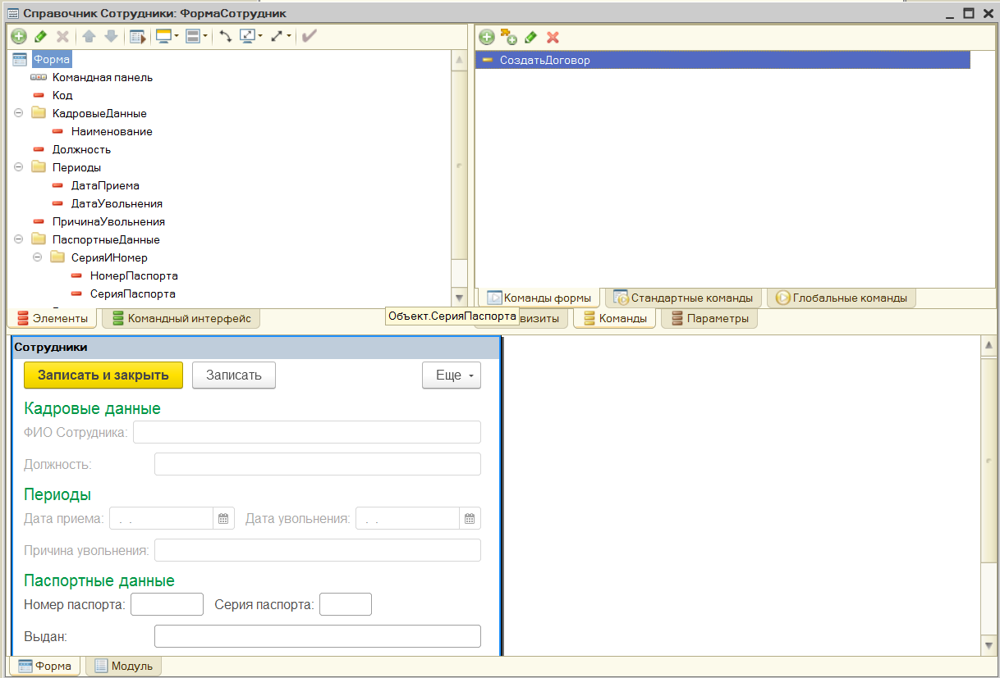 Справочник Сотрудники: ФормаСотрудник
Форма
Командная панель
Код
КадровыеДанные
Наименование
Должность
Периоды
ДатаПриема
ДатаУвольнения
ПричинаУвольнения
ПаспортныеДанные
СерияИНомер
НомерПаспорта
СерияПаспорта
Элементы
Командный интерфейс
СоздатьДоговор
Команды формы
Стандартные команды
Глобальные команды
Объект.СерияПаспорта
визиты
Команды
Параметры
Сотрудники
Записать и закрыть
Записать
Еще
Кадровые данные
ФИО Сотрудника:
Должность:
Периоды
Дата приема: . . Дата увольнения: . .
Причина увольнения:
Паспортные данные
Номер паспорта: Серия паспорта:
Выдан:
Форма
Модуль